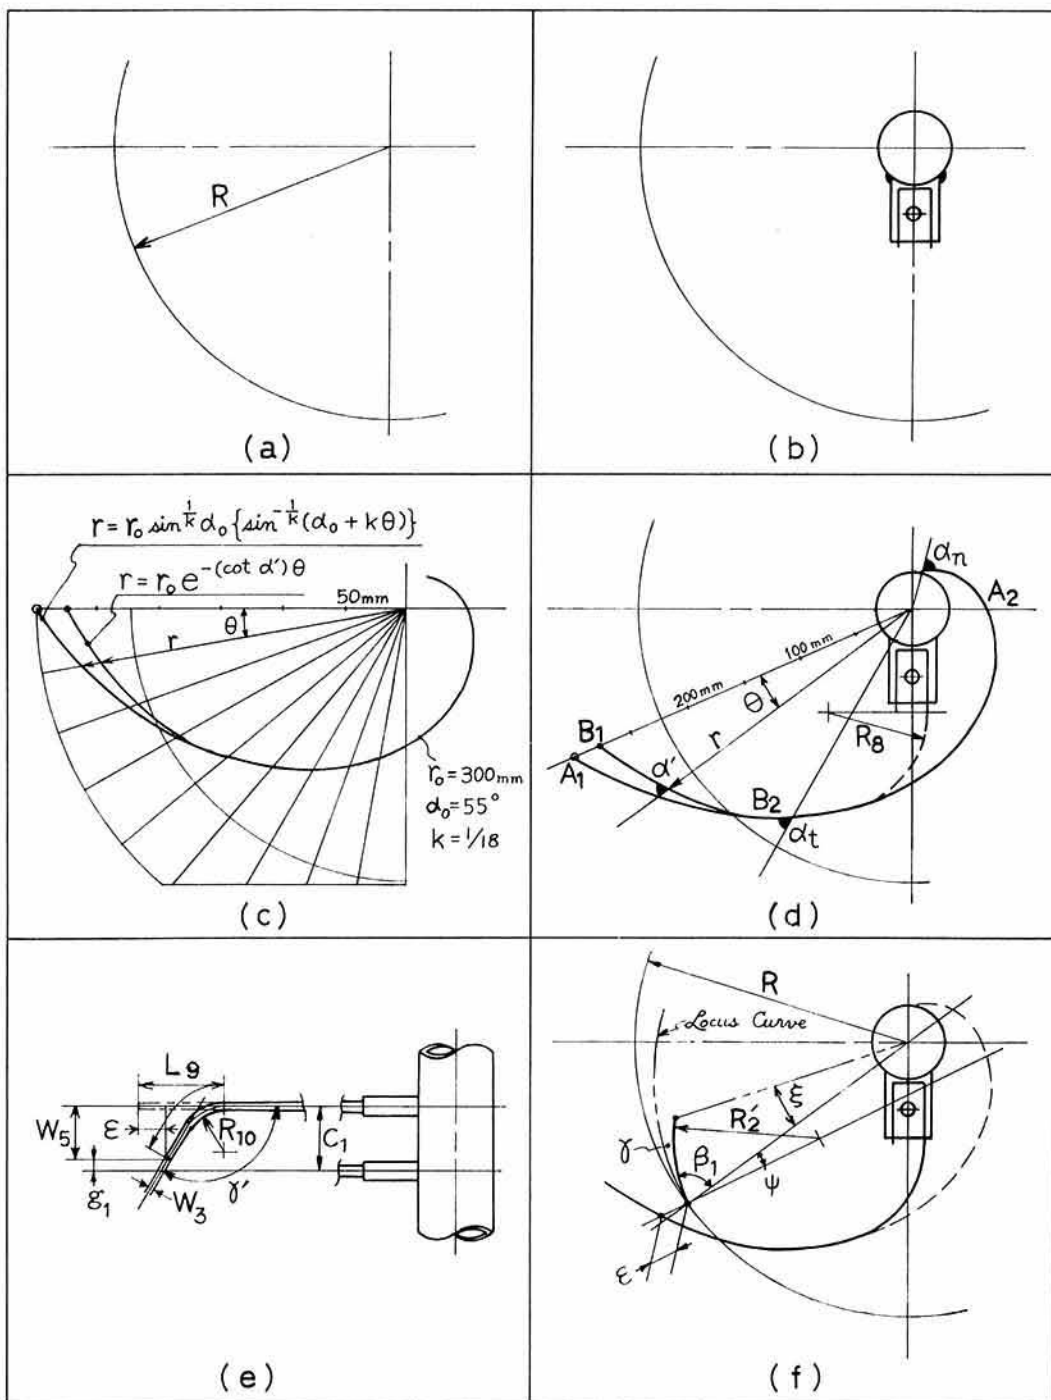 R
(a)
(b)
r = r₀ sin^{1/k} α₀ {sin^{-1/k} (α₀ + kθ)}
r = r₀ e^{-(cot α')θ}
50mm
θ
r
r₀ = 300mm
α₀ = 55°
k = 1/18
(c)
αn
A₂
100mm
200mm
θ
r
R₈
B₁
A₁
α'
B₂
αt
(d)
L₉
W₅
ε
R₁₀
C₁
g₁
W₃
γ'
(e)
R
Locus Curve
ξ
R₂'
γ
β₁
ψ
ε
(f)